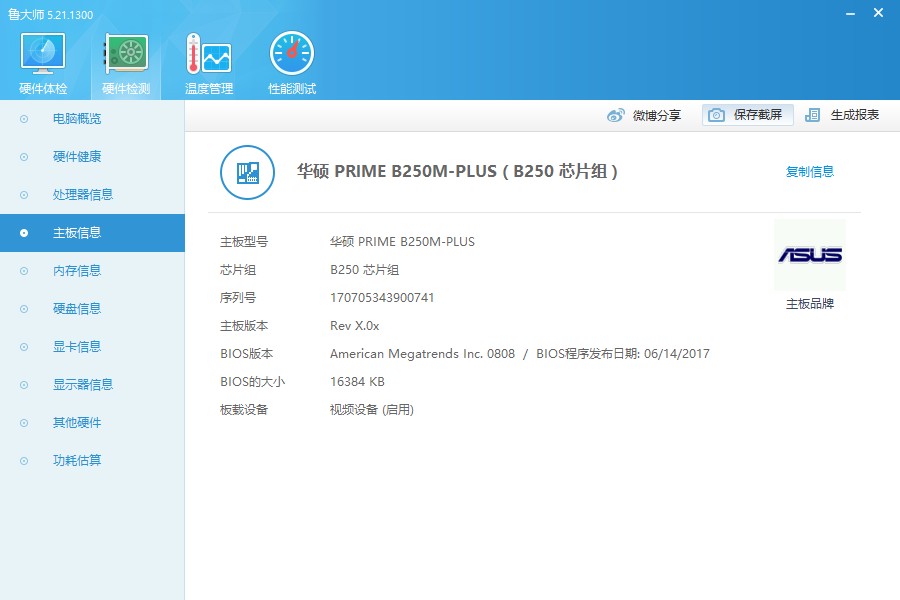 鲁大师 5.21.1300
硬件体检 硬件检测 温度管理 性能测试
微博分享 保存截屏 生成报表
电脑概览
硬件健康
处理器信息
主板信息
内存信息
硬盘信息
显卡信息
显示器信息
其他硬件
功耗估算
华硕 PRIME B250M-PLUS ( B250 芯片组 )
复制信息
主板型号 华硕 PRIME B250M-PLUS
芯片组 B250 芯片组
序列号 170705343900741
主板版本 Rev X.0x
BIOS版本 American Megatrends Inc. 0808 / BIOS程序发布日期: 06/14/2017
BIOS的大小 16384 KB
板载设备 视频设备 (启用)
ASUS
主板品牌